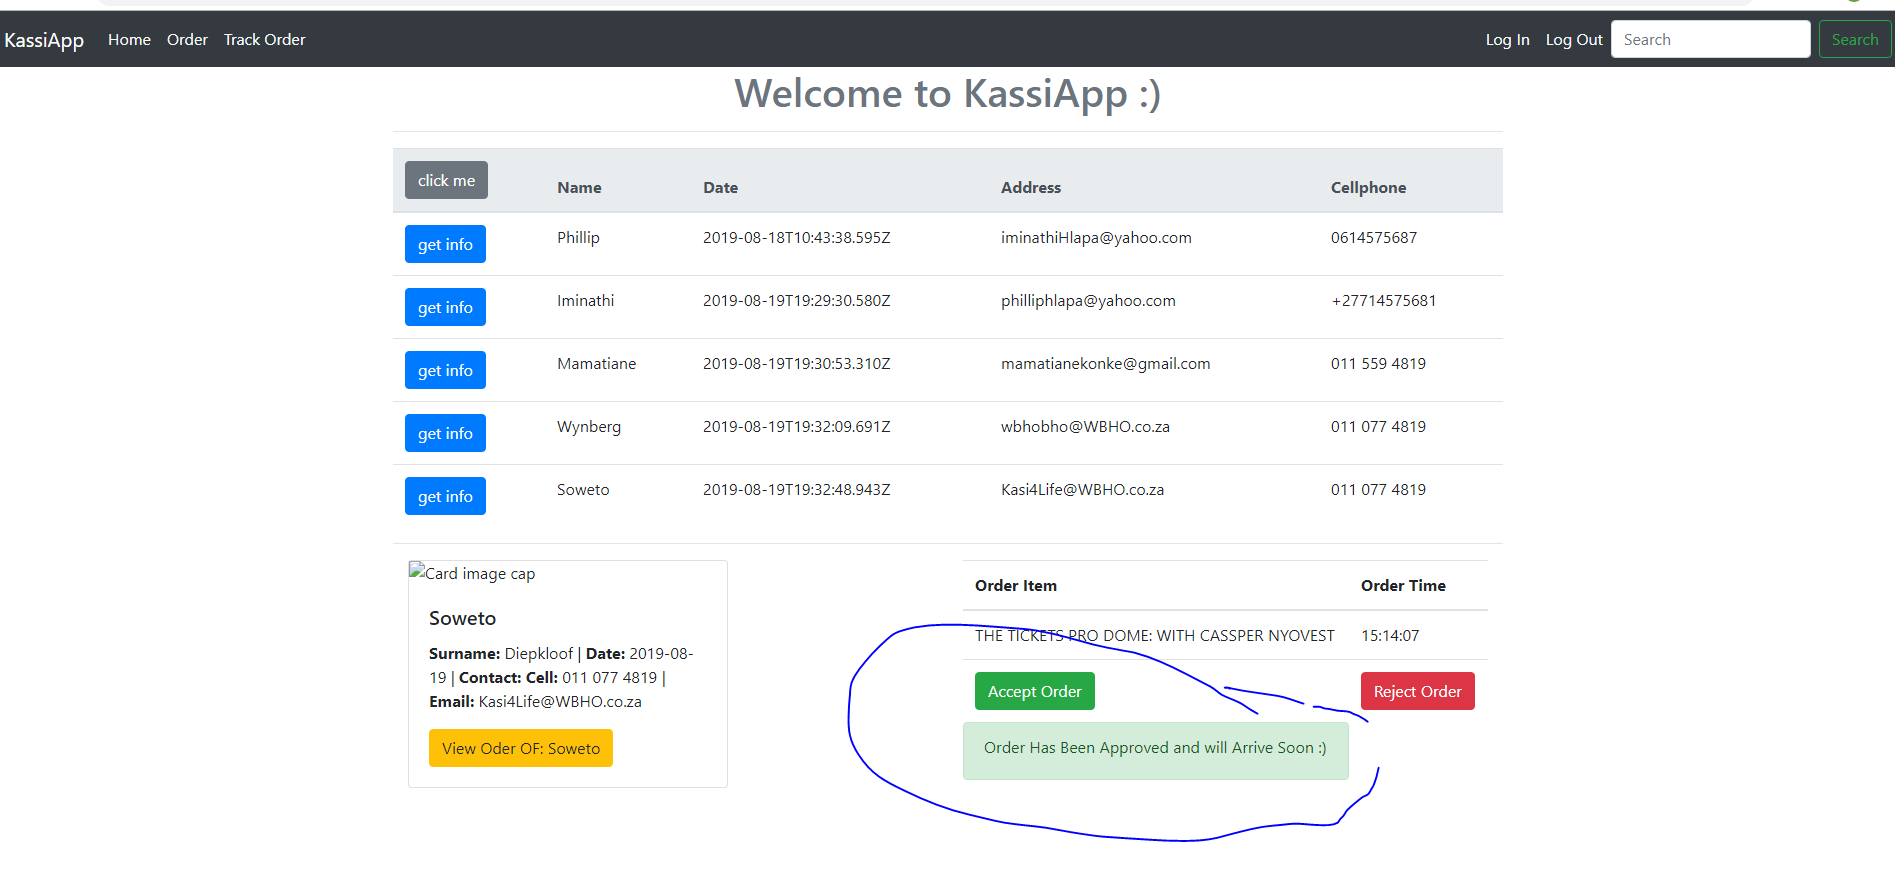 KassiApp Home Order Track Order Log In Log Out Search Search
Welcome to KassiApp :)
click me Name Date Address Cellphone
get info Phillip 2019-08-18T10:43:38.595Z iminathiHlapa@yahoo.com 0614575687
get info Iminathi 2019-08-19T19:29:30.580Z philliphlapa@yahoo.com +27714575681
get info Mamatiane 2019-08-19T19:30:53.310Z mamatianekonke@gmail.com 011 559 4819
get info Wynberg 2019-08-19T19:32:09.691Z wbhobho@WBHO.co.za 011 077 4819
get info Soweto 2019-08-19T19:32:48.943Z Kasi4Life@WBHO.co.za 011 077 4819
Card image cap
Soweto
Surname: Diepkloof | Date: 2019-08-
19 | Contact: Cell: 011 077 4819 |
Email: Kasi4Life@WBHO.co.za
View Oder OF: Soweto
Order Item Order Time
THE TICKETS PRO DOME: WITH CASSPER NYOVEST 15:14:07
Accept Order Reject Order
Order Has Been Approved and will Arrive Soon :)